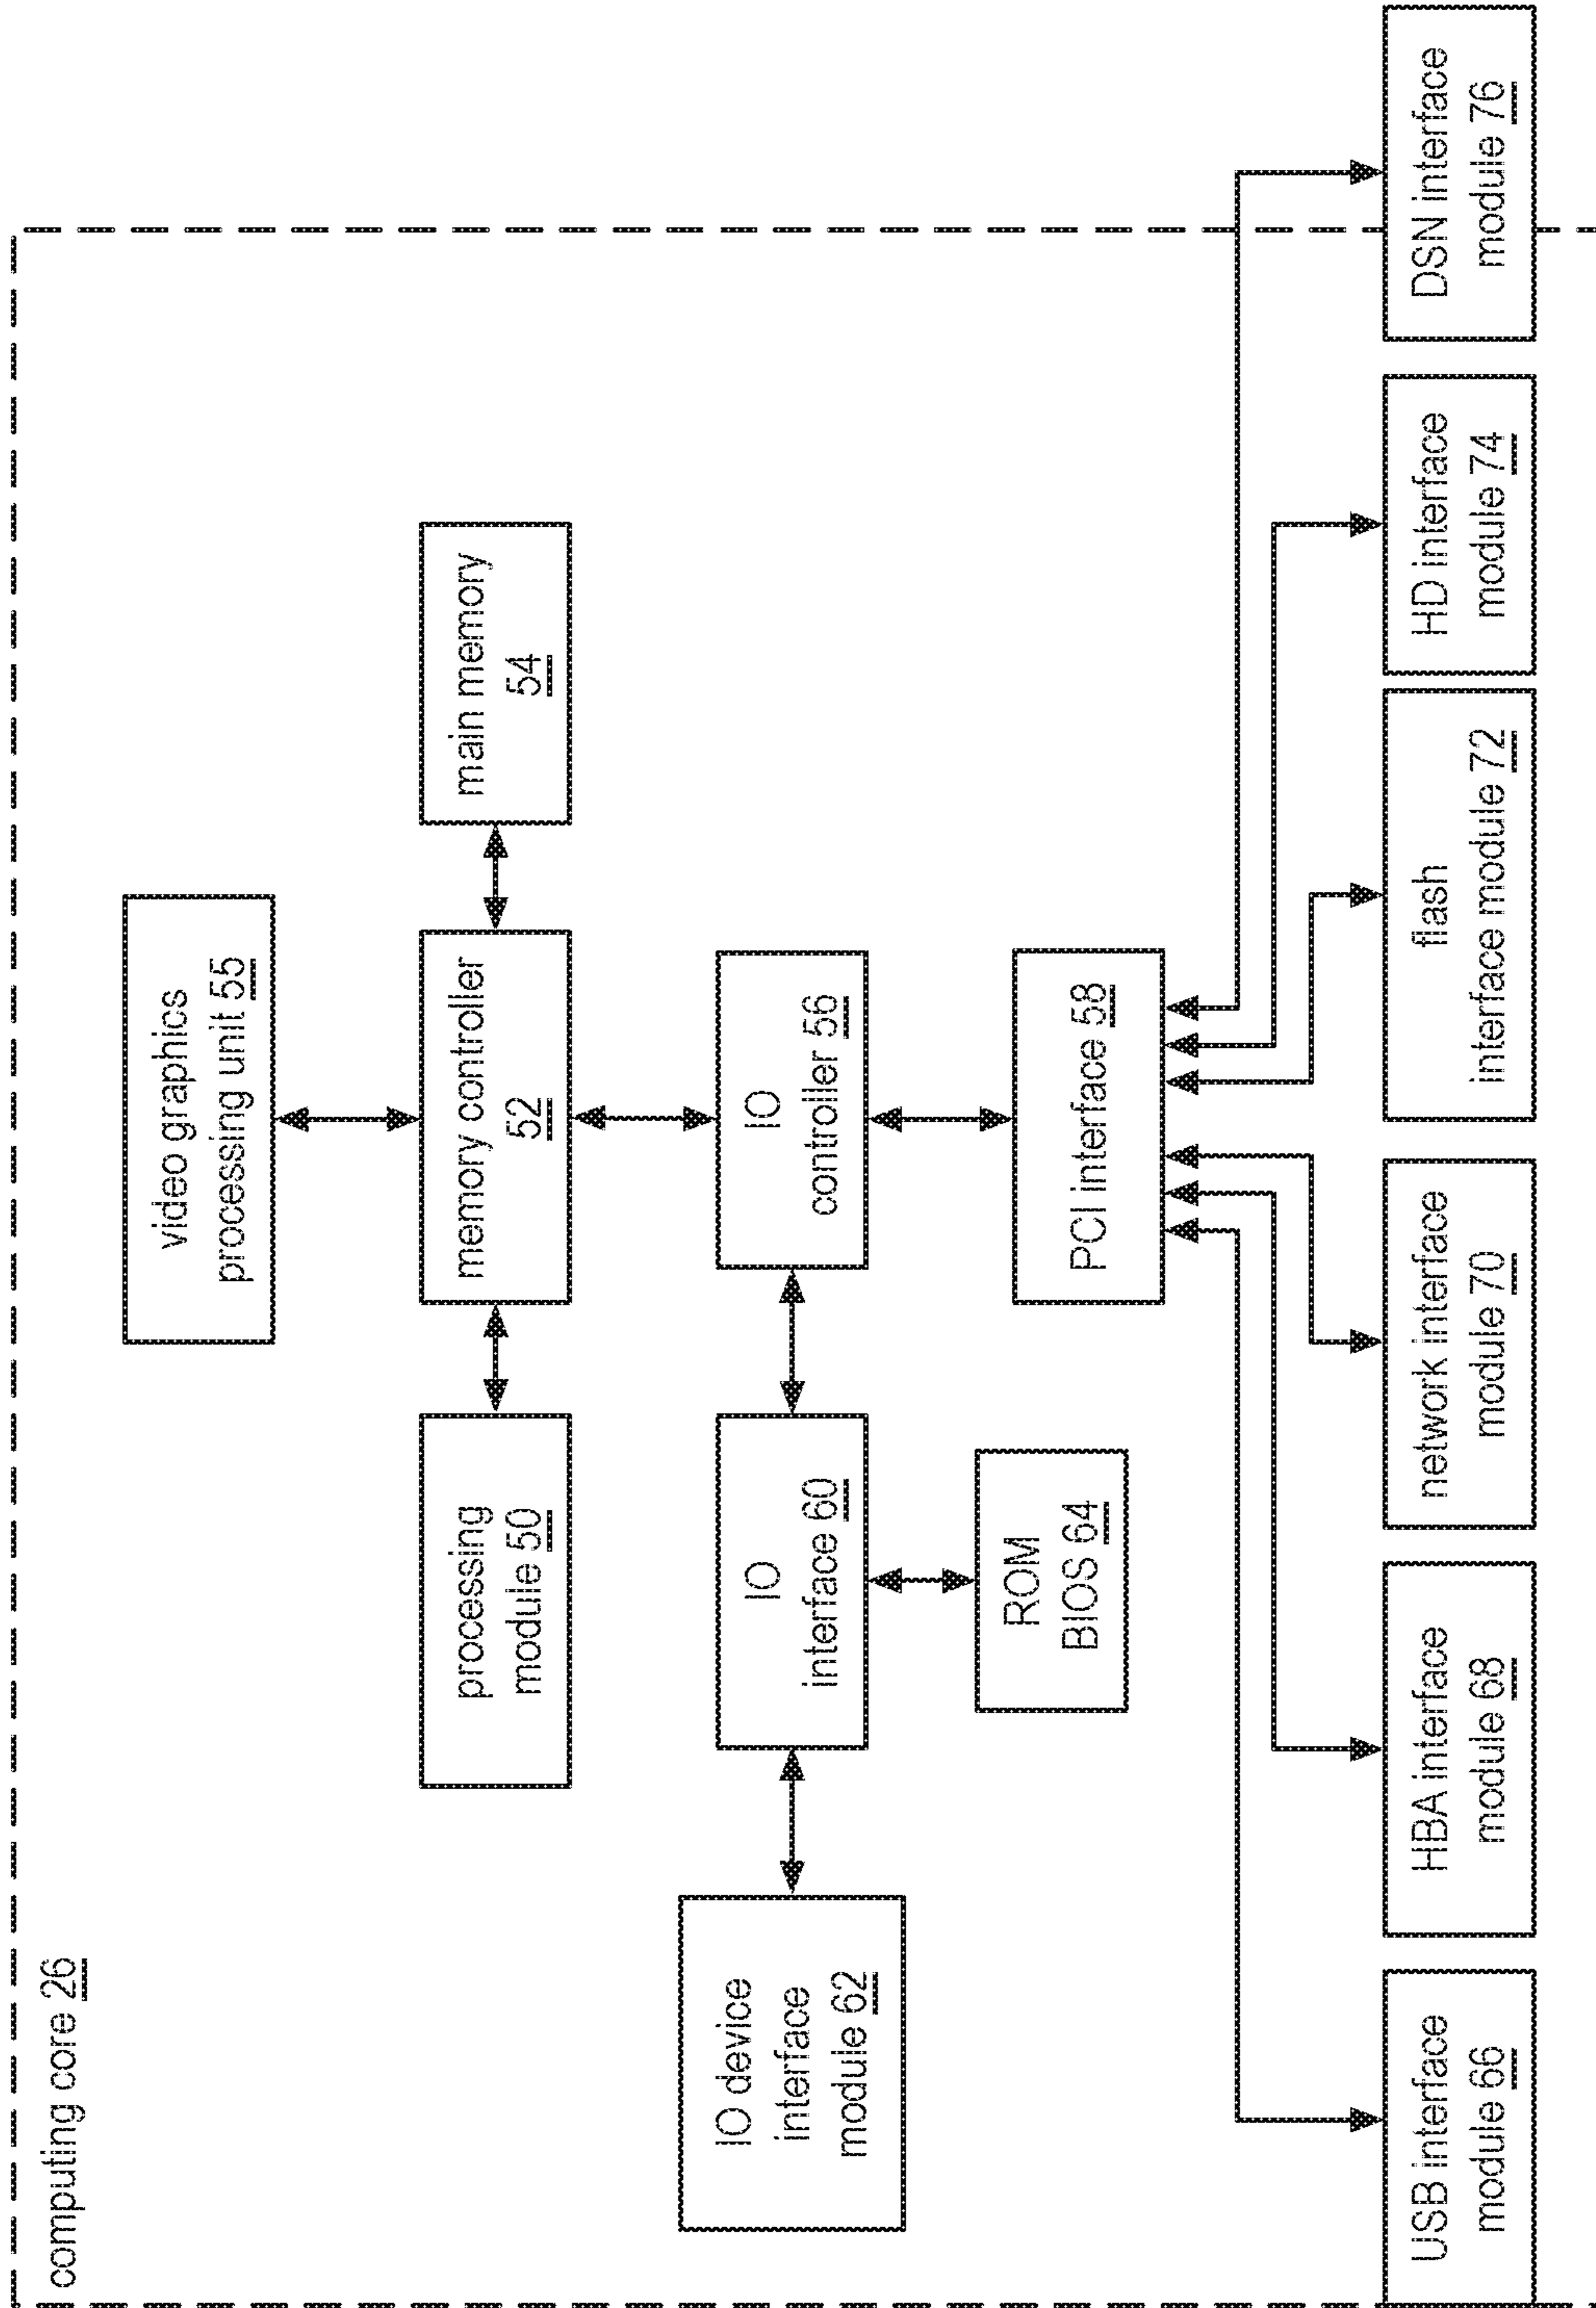 computing core 26
video graphics
processing unit 55
processing
module 50
memory controller
52
main memory
54
IO device
interface
module 62
IO
interface 60
IO
controller 56
ROM
BIOS 64
PCI interface 58
USB interface
module 66
HBA interface
module 68
network interface
module 70
flash
interface module 72
HD interface
module 74
DSN interface
module 76